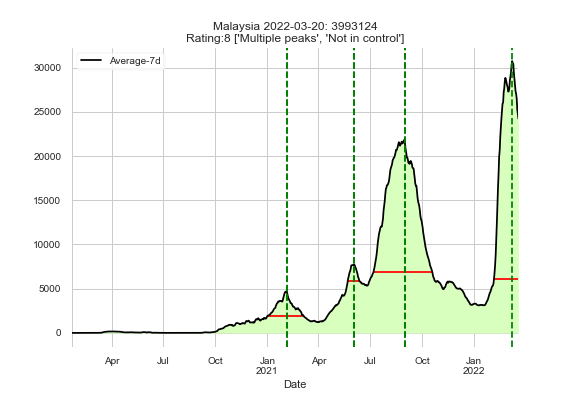 Malaysia 2022-03-20: 3993124
Rating:8 ['Multiple peaks', 'Not in control']
Average-7d
30000
25000
20000
15000
10000
5000
0
Apr Jul Oct Jan Apr Jul Oct Jan
2021 2022
Date